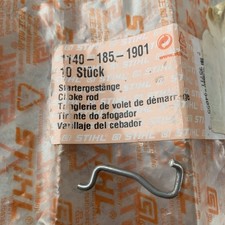 1140-185-1901
10 Stück
Startergestänge
Choke rod
Tringlerie de volet de démarrage
Tirante do afogador
Varillaje del cebador
STIHL